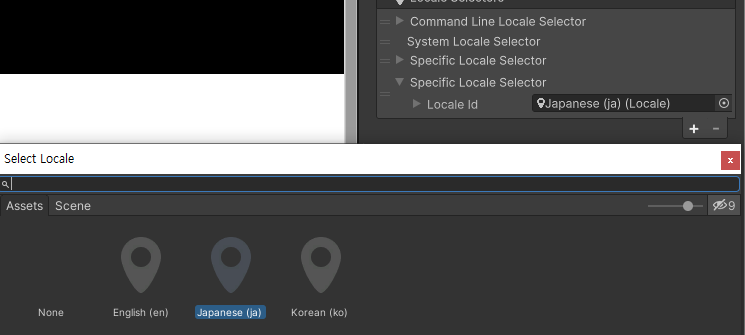 Locale Selectors
Command Line Locale Selector
System Locale Selector
Specific Locale Selector
Specific Locale Selector
Locale Id
Japanese (ja) (Locale)
Select Locale
Assets Scene
9
None
English (en)
Japanese (ja)
Korean (ko)